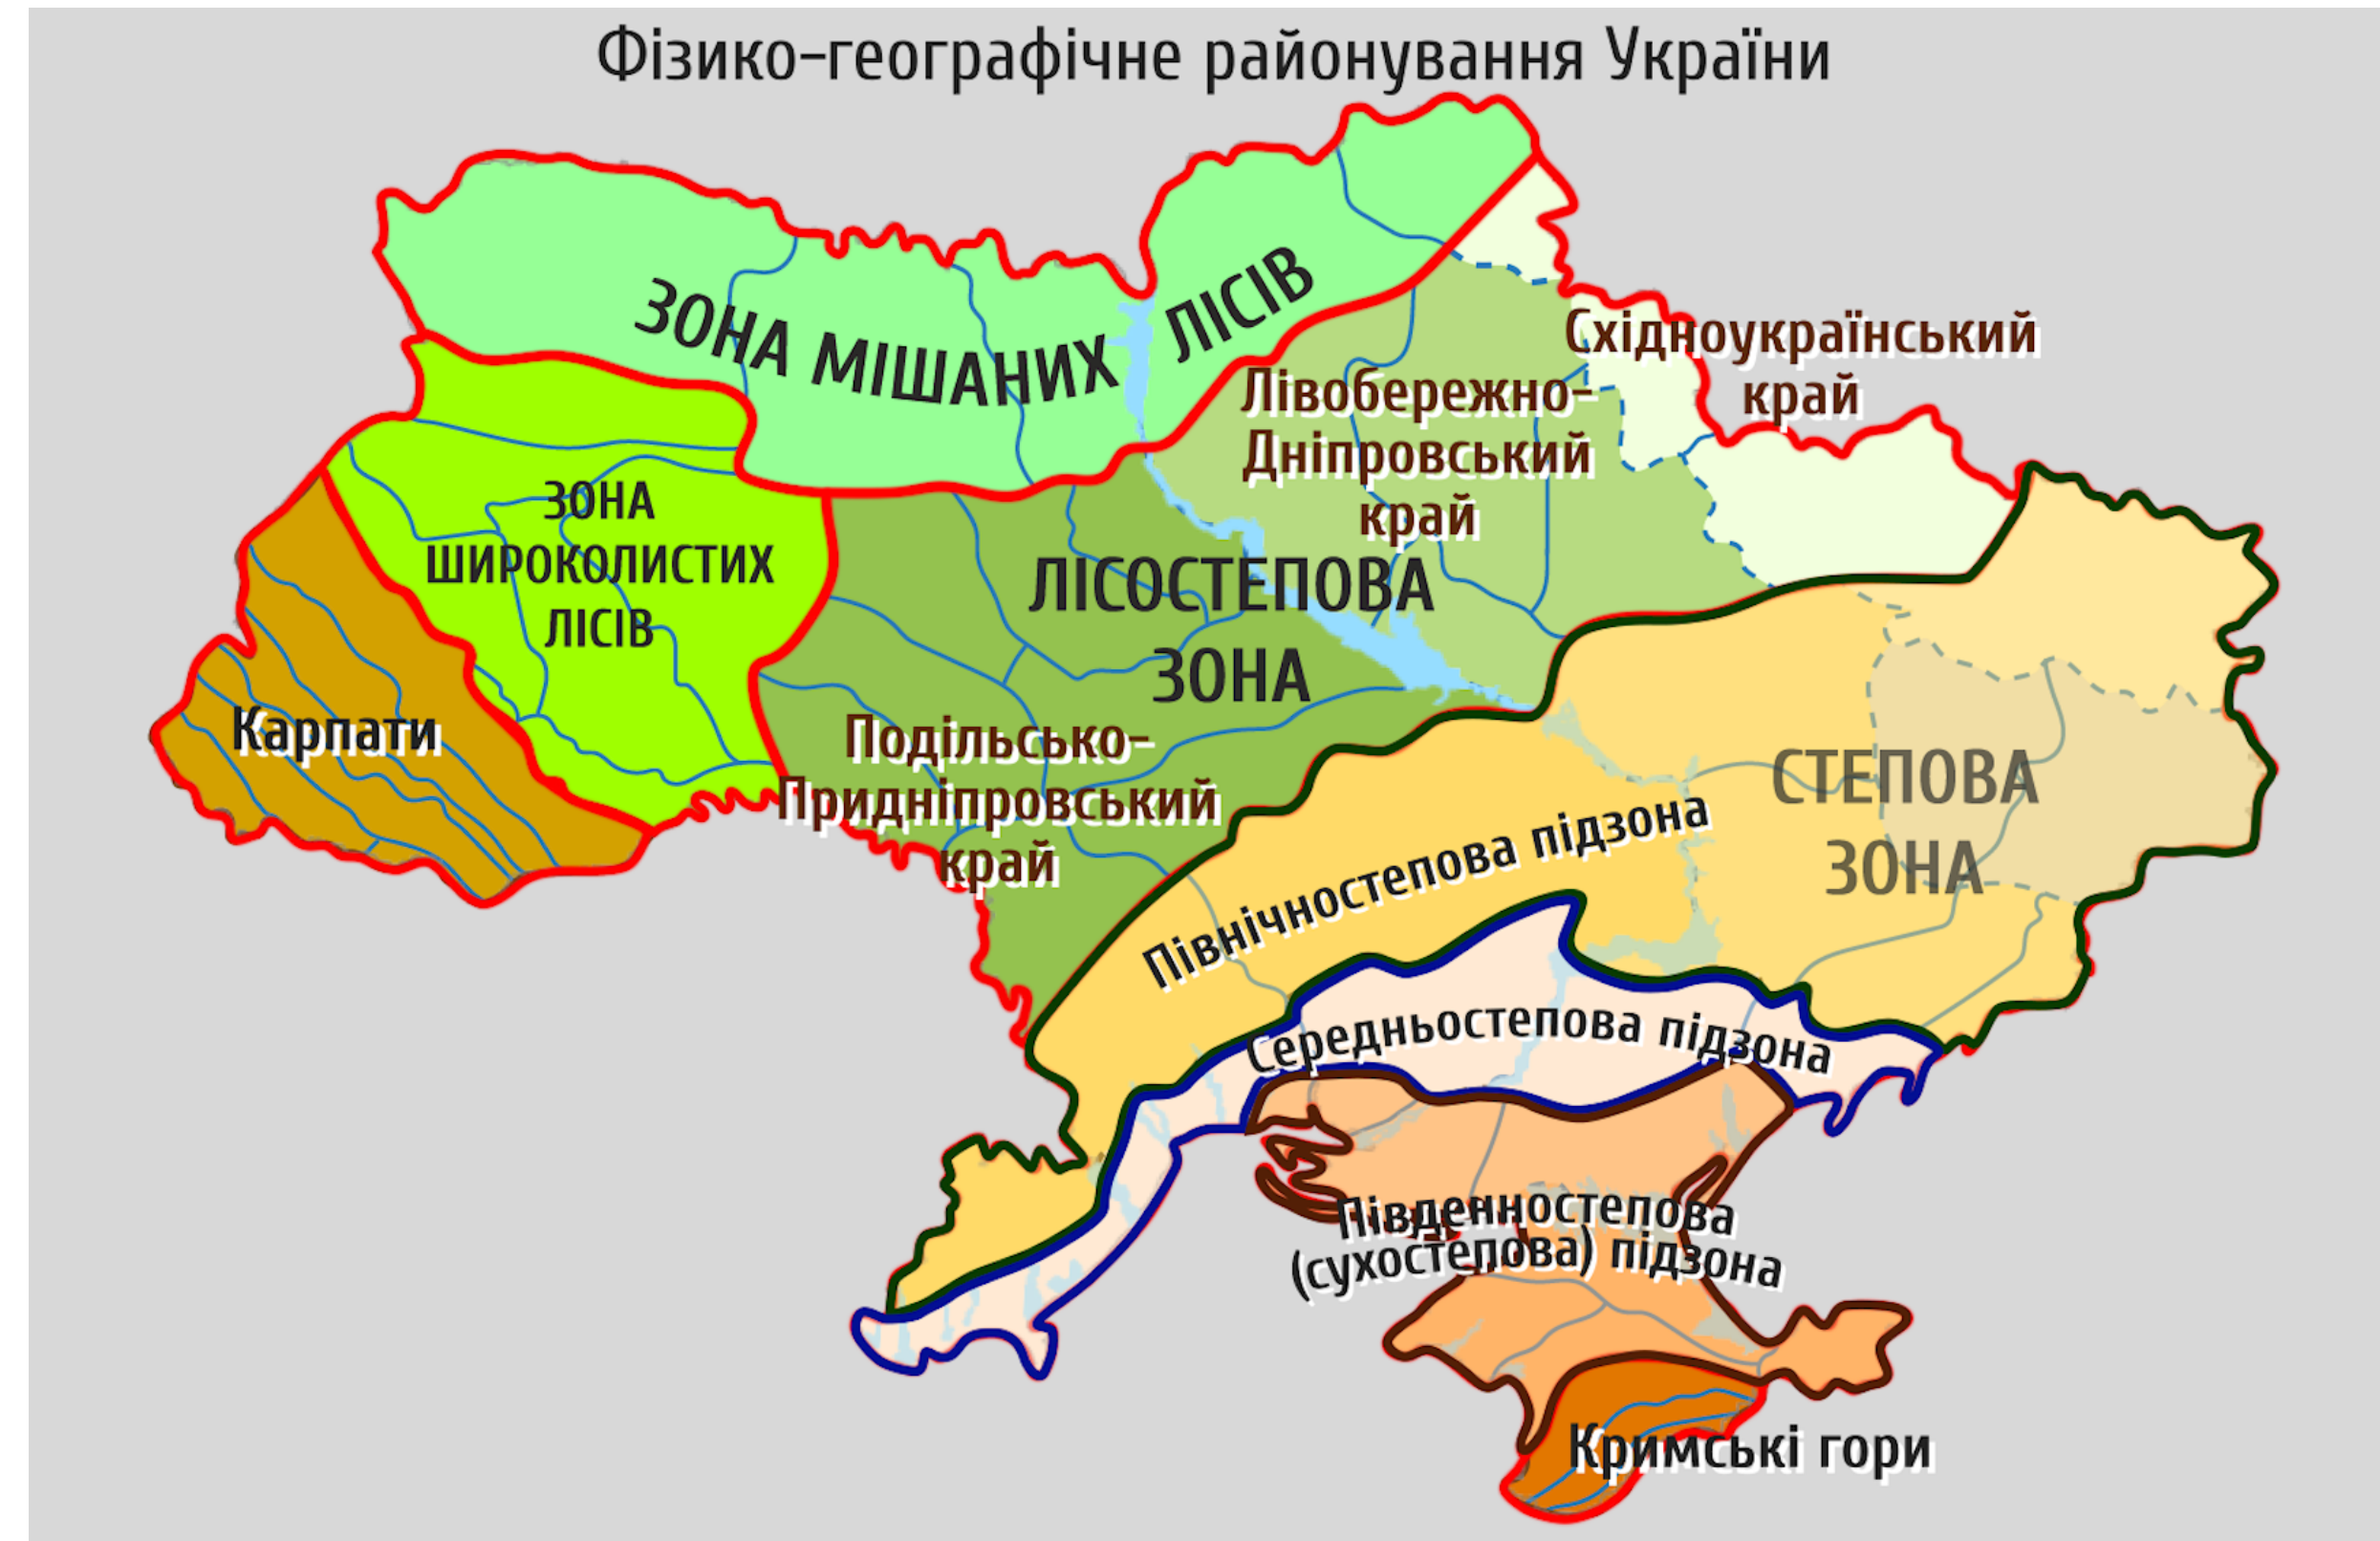 Фізико-географічне районування України
ЗОНА МІШАНИХ ЛІСІВ
Східноукраїнський
край
Лівобережно-
Дніпровський
край
ЗОНА
ШИРОКОЛИСТИХ
ЛІСІВ
ЛІСОСТЕПОВА
ЗОНА
Карпати
Подільсько-
Придніпровський
край
СТЕПОВА
ЗОНА
Північностепова підзона
Середньостепова підзона
Південностепова
(сухостепова) підзона
Кримські гори